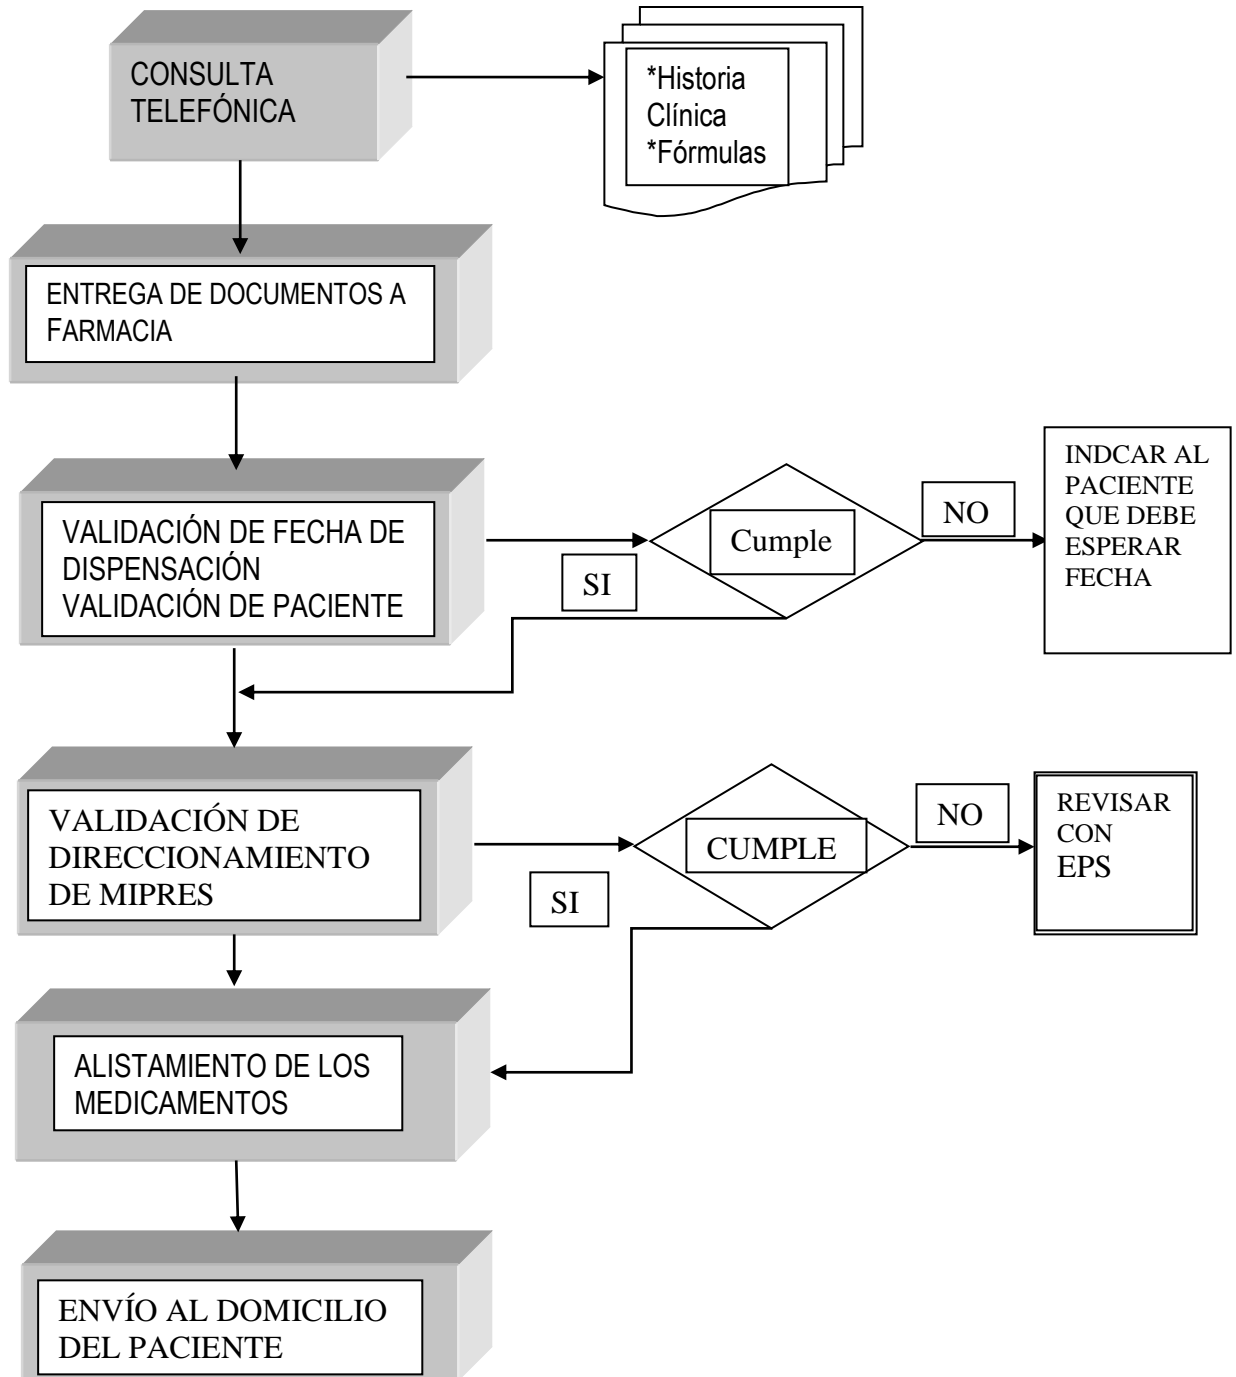 CONSULTA
TELEFÓNICA
*Historia
Clínica
*Fórmulas
ENTREGA DE DOCUMENTOS A
FARMACIA
VALIDACIÓN DE FECHA DE
DISPENSACIÓN
VALIDACIÓN DE PACIENTE
Cumple
NO
INDCAR AL
PACIENTE
QUE DEBE
ESPERAR
FECHA
SI
VALIDACIÓN DE
DIRECCIONAMIENTO
DE MIPRES
CUMPLE
NO
REVISAR
CON
EPS
SI
ALISTAMIENTO DE LOS
MEDICAMENTOS
ENVÍO AL DOMICILIO
DEL PACIENTE